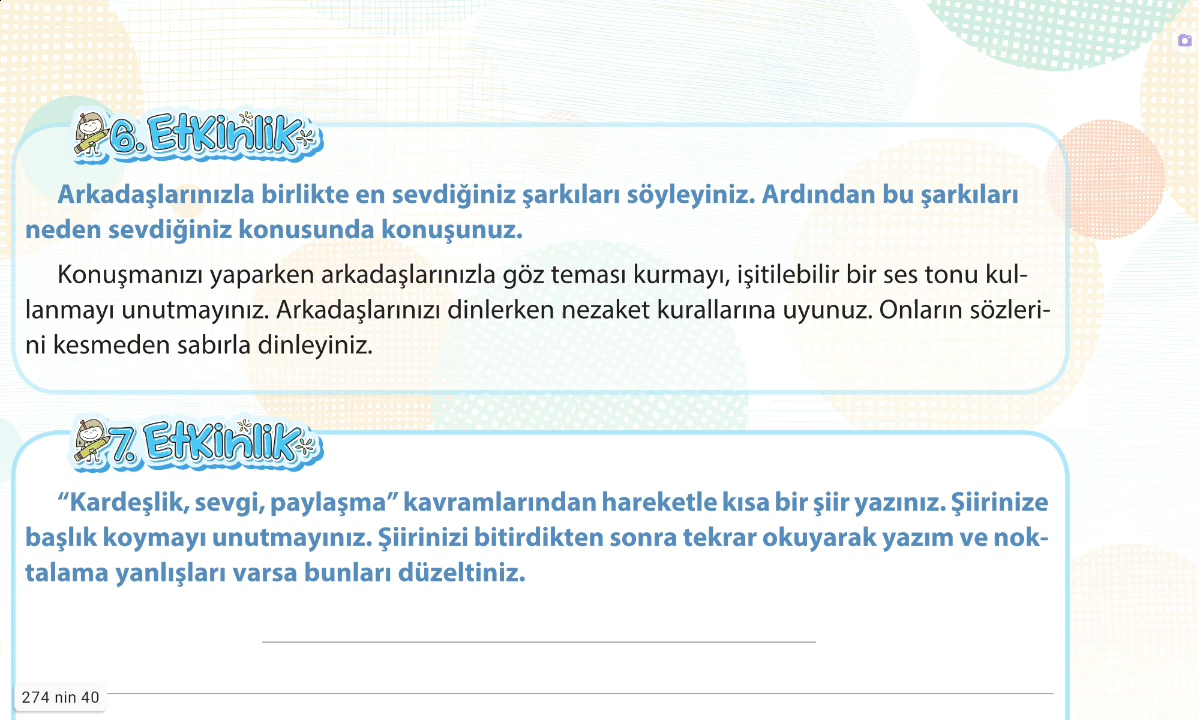 6. Etkinlik
Arkadaşlarınızla birlikte en sevdiğiniz şarkıları söyleyiniz. Ardından bu şarkıları
neden sevdiğiniz konusunda konuşunuz.
Konuşmanızı yaparken arkadaşlarınızla göz teması kurmayı, işitilebilir bir ses tonu kul-
lanmayı unutmayınız. Arkadaşlarınızı dinlerken nezaket kurallarına uyunuz. Onların sözleri-
ni kesmeden sabırla dinleyiniz.
7. Etkinlik
“Kardeşlik, sevgi, paylaşma” kavramlarından hareketle kısa bir şiir yazınız. Şiirinize
başlık koymayı unutmayınız. Şiirinizi bitirdikten sonra tekrar okuyarak yazım ve nok-
talama yanlışları varsa bunları düzeltiniz.
274 nin 40